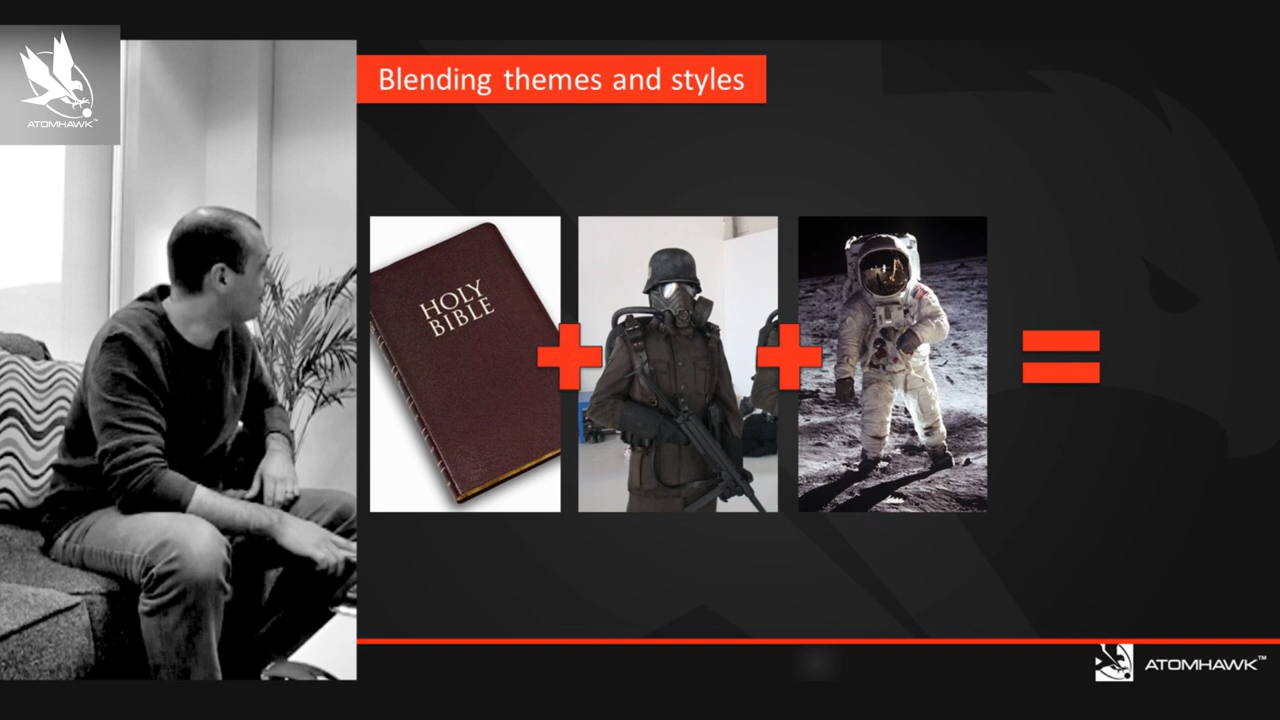 ATOMHAWK™
Blending themes and styles
HOLY
BIBLE
ATOMHAWK™